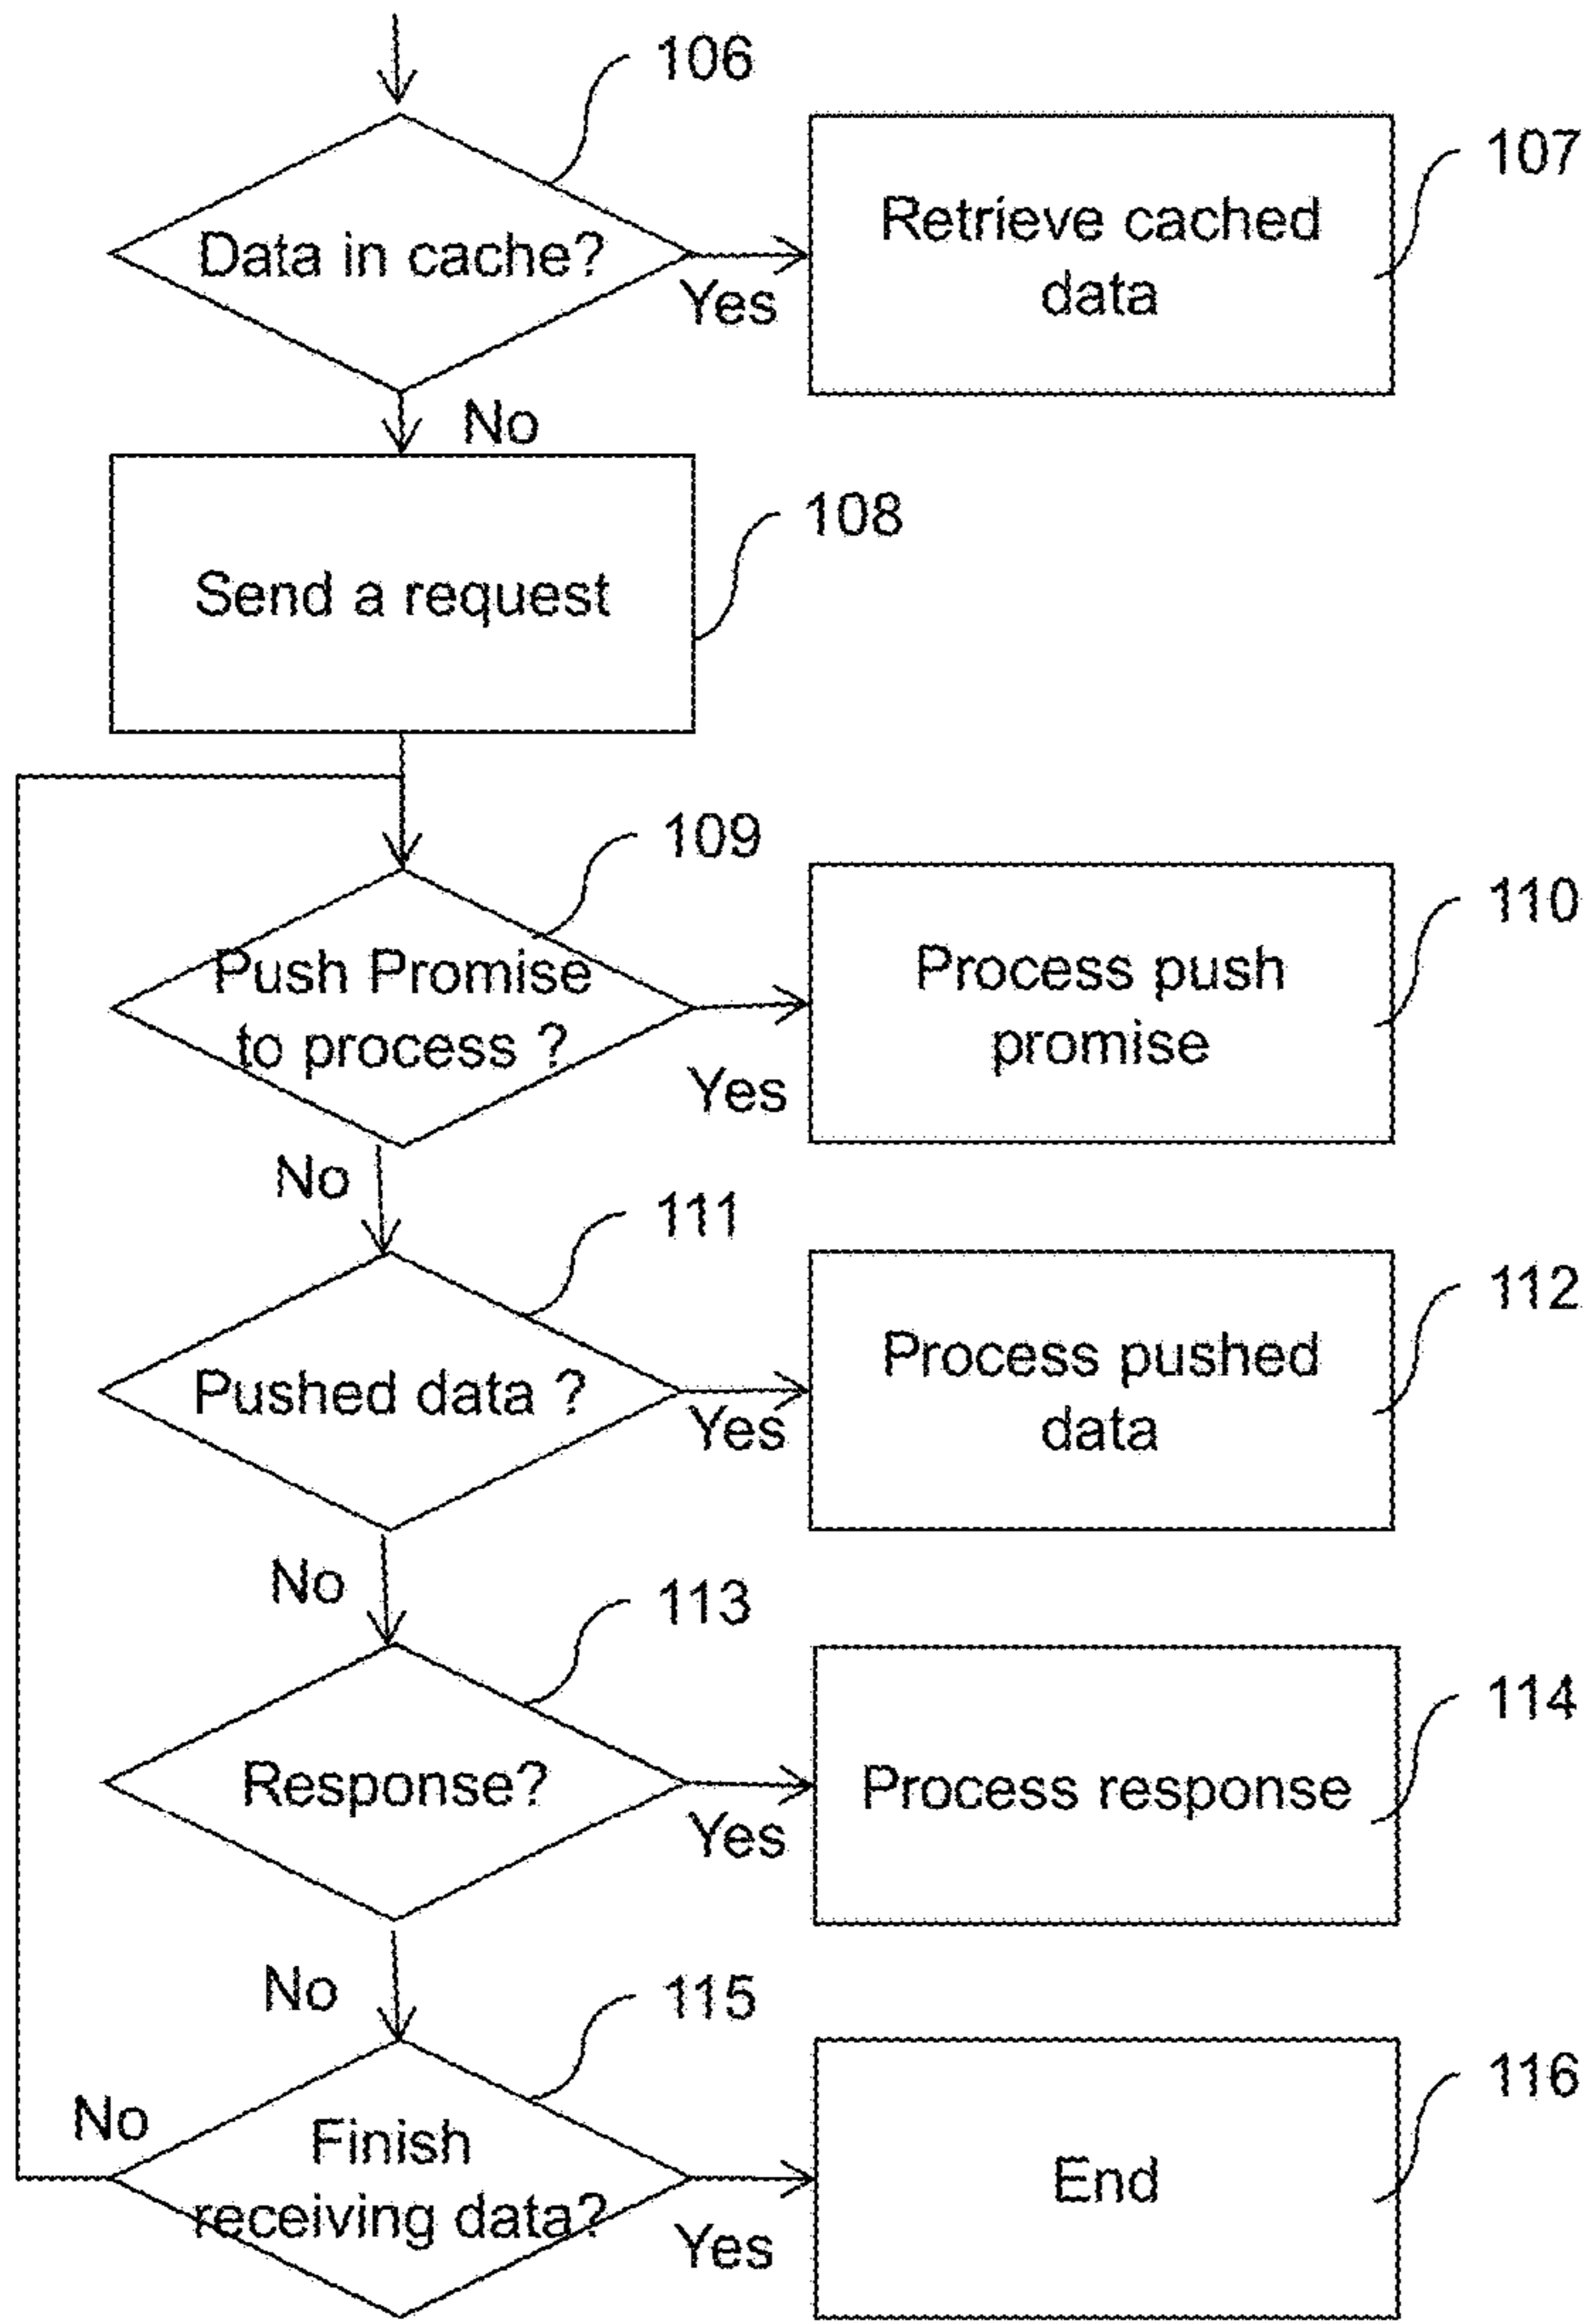 106
107
Data in cache?
Retrieve cached
data
Yes
No
108
Send a request
109
110
Push Promise
to process ?
Process push
promise
Yes
No
111
112
Pushed data ?
Process pushed
data
Yes
No
113
114
Response?
Process response
Yes
No
115
116
No
Finish
receiving data?
End
Yes